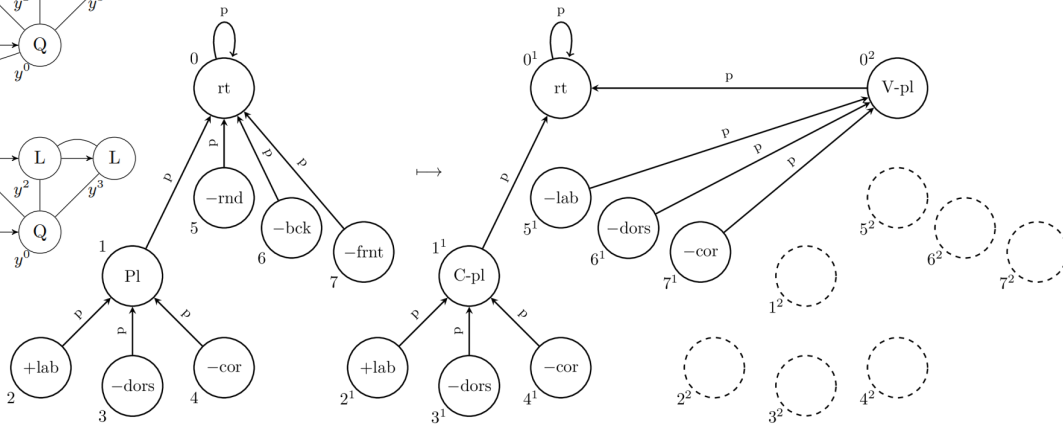 Q
y⁰
L
L
y²
y³
Q
y⁰
p
0
rt
p
p
p
p
−rnd
5
−bck
6
−frnt
7
1
Pl
p
p
p
+lab
2
−dors
3
−cor
4
↦
p
0¹
rt
p
0²
V-pl
p
p
p
p
−lab
5¹
−dors
6¹
−cor
7¹
1¹
C-pl
p
p
p
+lab
2¹
−dors
3¹
−cor
4¹
5²
6²
7²
1²
2²
3²
4²